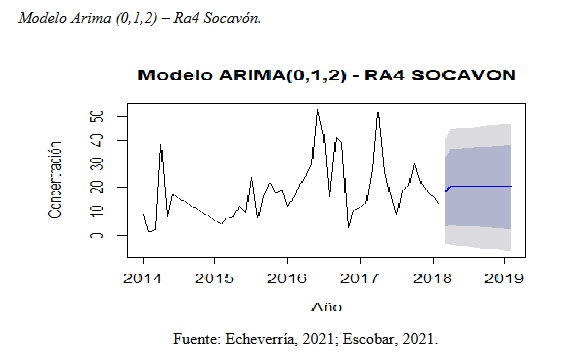 Modelo Arima (0,1,2) – Ra4 Socavón.
Modelo ARIMA(0,1,2) - RA4 SOCAVON
Concentración
50
40
30
20
10
0
2014 2015 2016 2017 2018 2019
Año
Fuente: Echeverría, 2021; Escobar, 2021.